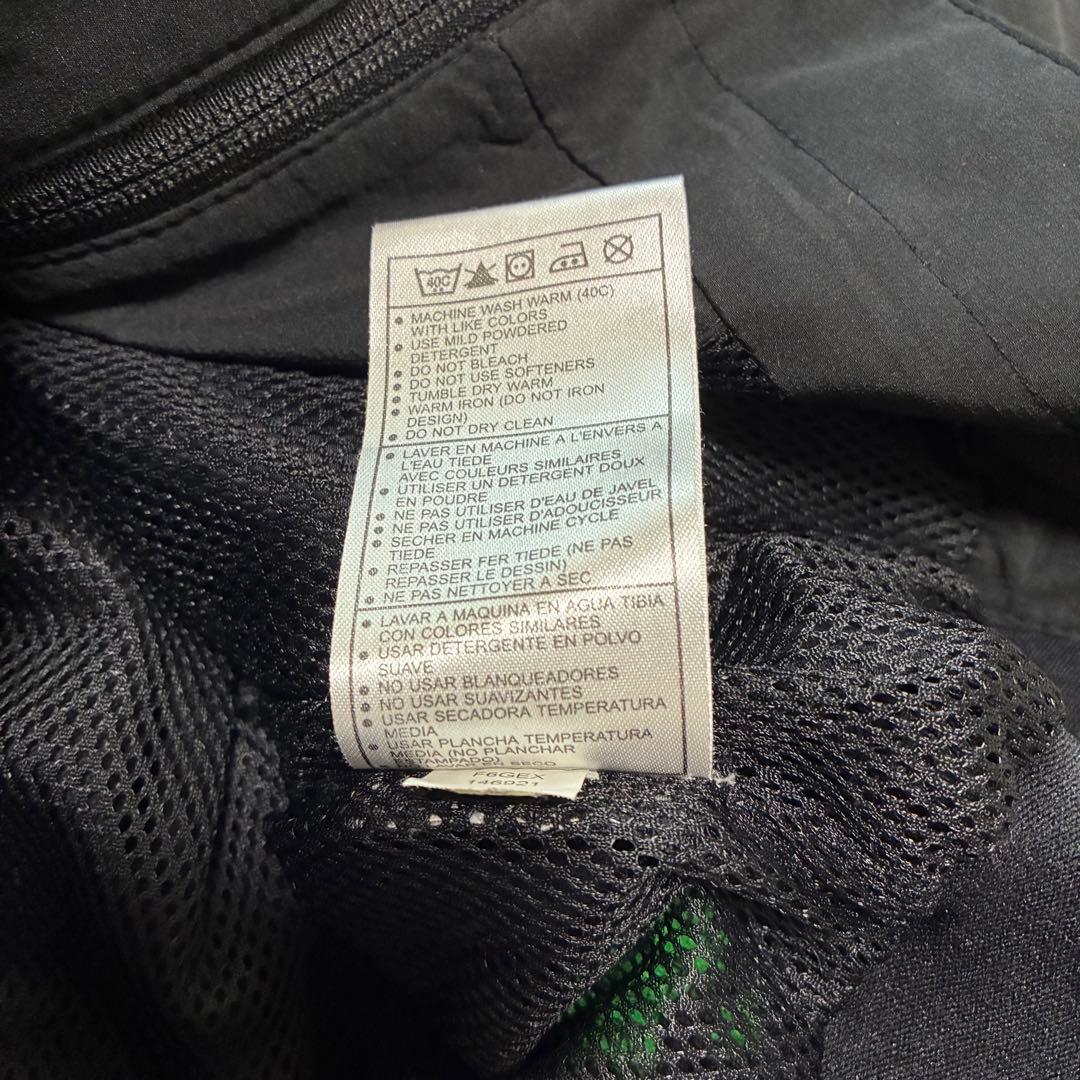 40C
• MACHINE WASH WARM (40C)
WITH LIKE COLORS
• USE MILD POWDERED
DETERGENT
• DO NOT BLEACH
• DO NOT USE SOFTENERS
• TUMBLE DRY WARM
• WARM IRON (DO NOT IRON
DESIGN)
• DO NOT DRY CLEAN
• LAVER EN MACHINE A L'ENVERS A
L'EAU TIEDE
AVEC COULEURS SIMILAIRES
• UTILISER UN DETERGENT DOUX
EN POUDRE
• NE PAS UTILISER D'EAU DE JAVEL
• NE PAS UTILISER D'ADOUCISSEUR
• SECHER EN MACHINE CYCLE
TIEDE
• REPASSER FER TIEDE (NE PAS
REPASSER LE DESSIN)
• NE PAS NETTOYER A SEC
• LAVAR A MAQUINA EN AGUA TIBIA
CON COLORES SIMILARES
• USAR DETERGENTE EN POLVO
SUAVE
• NO USAR BLANQUEADORES
• NO USAR SUAVIZANTES
• USAR SECADORA TEMPERATURA
MEDIA
• USAR PLANCHA TEMPERATURA
MEDIA (NO PLANCHAR
ESTAMPADO)
SECO
F6GEX
146921